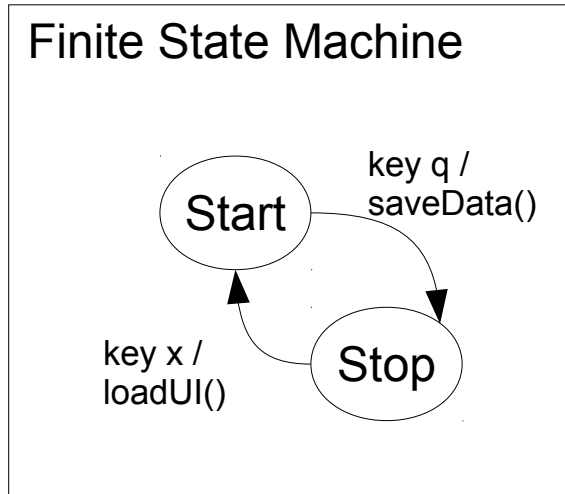 Finite State Machine
key q /
saveData()
Start
key x /
loadUI()
Stop